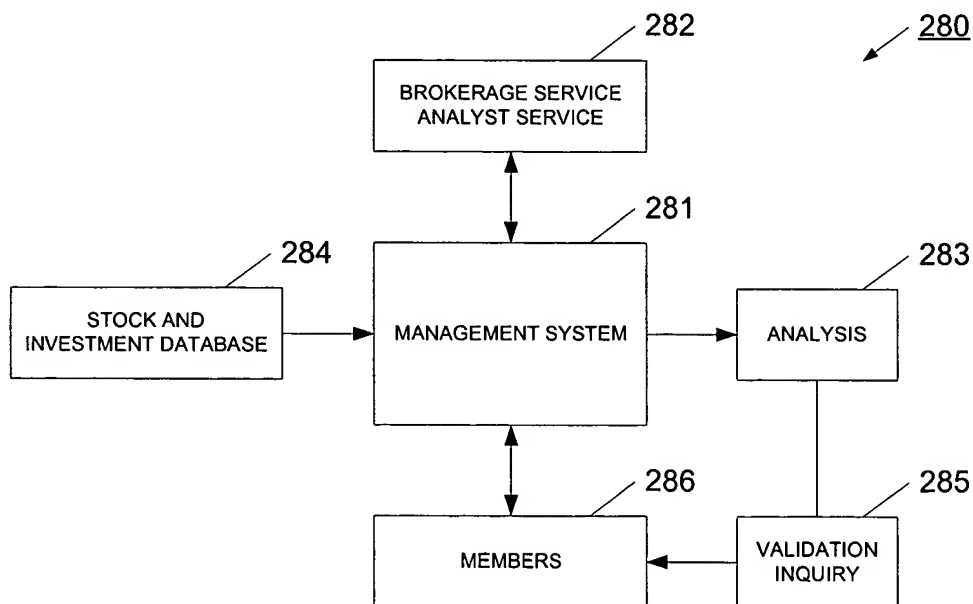 280
282
BROKERAGE SERVICE
ANALYST SERVICE
281
284
283
STOCK AND
INVESTMENT DATABASE
MANAGEMENT SYSTEM
ANALYSIS
286
285
MEMBERS
VALIDATION
INQUIRY